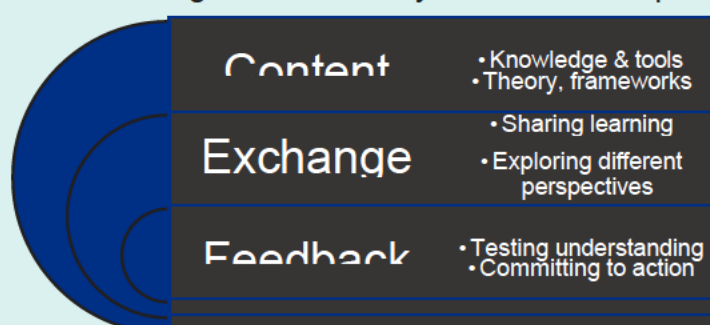 Content
• Knowledge & tools
• Theory, frameworks
Exchange
• Sharing learning
• Exploring different
perspectives
Feedback
• Testing understanding
• Committing to action